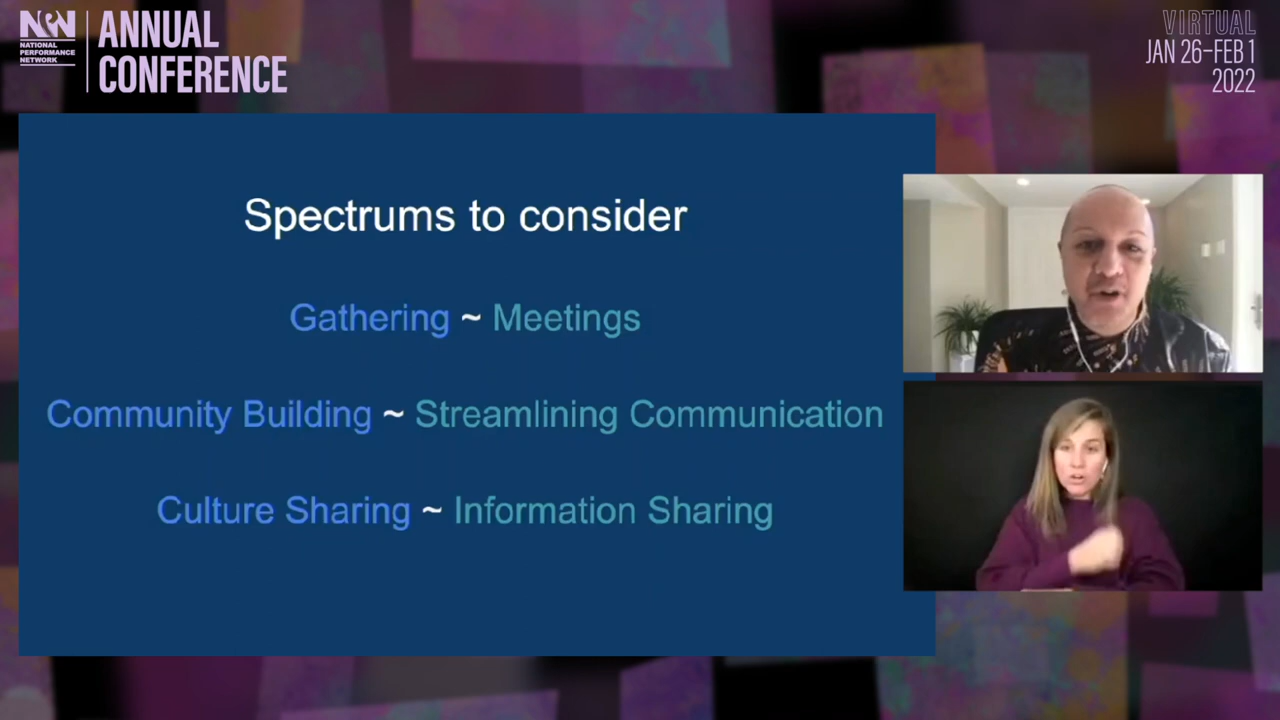 NPN
NATIONAL
PERFORMANCE
NETWORK
ANNUAL
CONFERENCE
VIRTUAL
JAN 26–FEB 1
2022
Spectrums to consider
Gathering ~ Meetings
Community Building ~ Streamlining Communication
Culture Sharing ~ Information Sharing